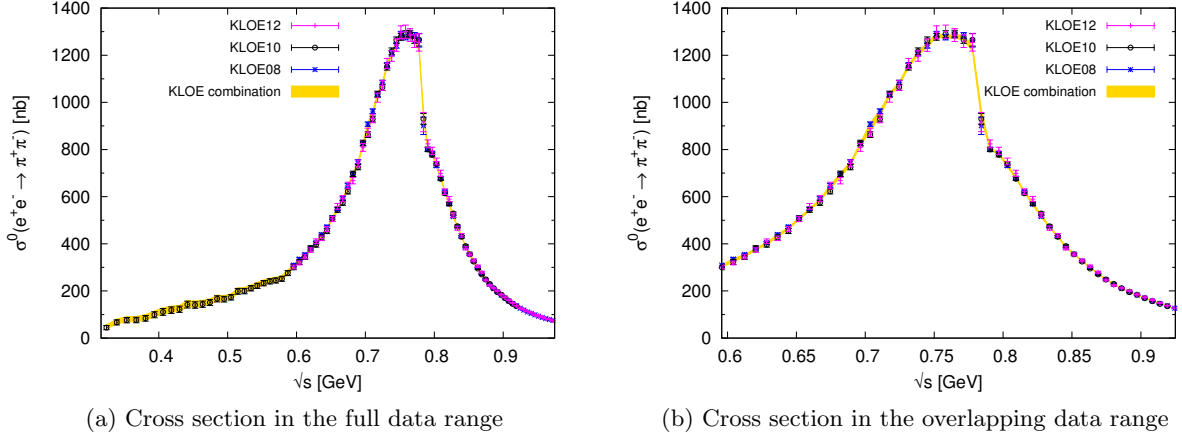 1400
1200
1000
800
600
400
200
0
0.4 0.5 0.6 0.7 0.8 0.9
σ⁰(e⁺e⁻ → π⁺π⁻) [nb]
√s [GeV]
KLOE12
KLOE10
KLOE08
KLOE combination
(a) Cross section in the full data range
1400
1200
1000
800
600
400
200
0
0.6 0.65 0.7 0.75 0.8 0.85 0.9
σ⁰(e⁺e⁻ → π⁺π⁻) [nb]
√s [GeV]
KLOE12
KLOE10
KLOE08
KLOE combination
(b) Cross section in the overlapping data range